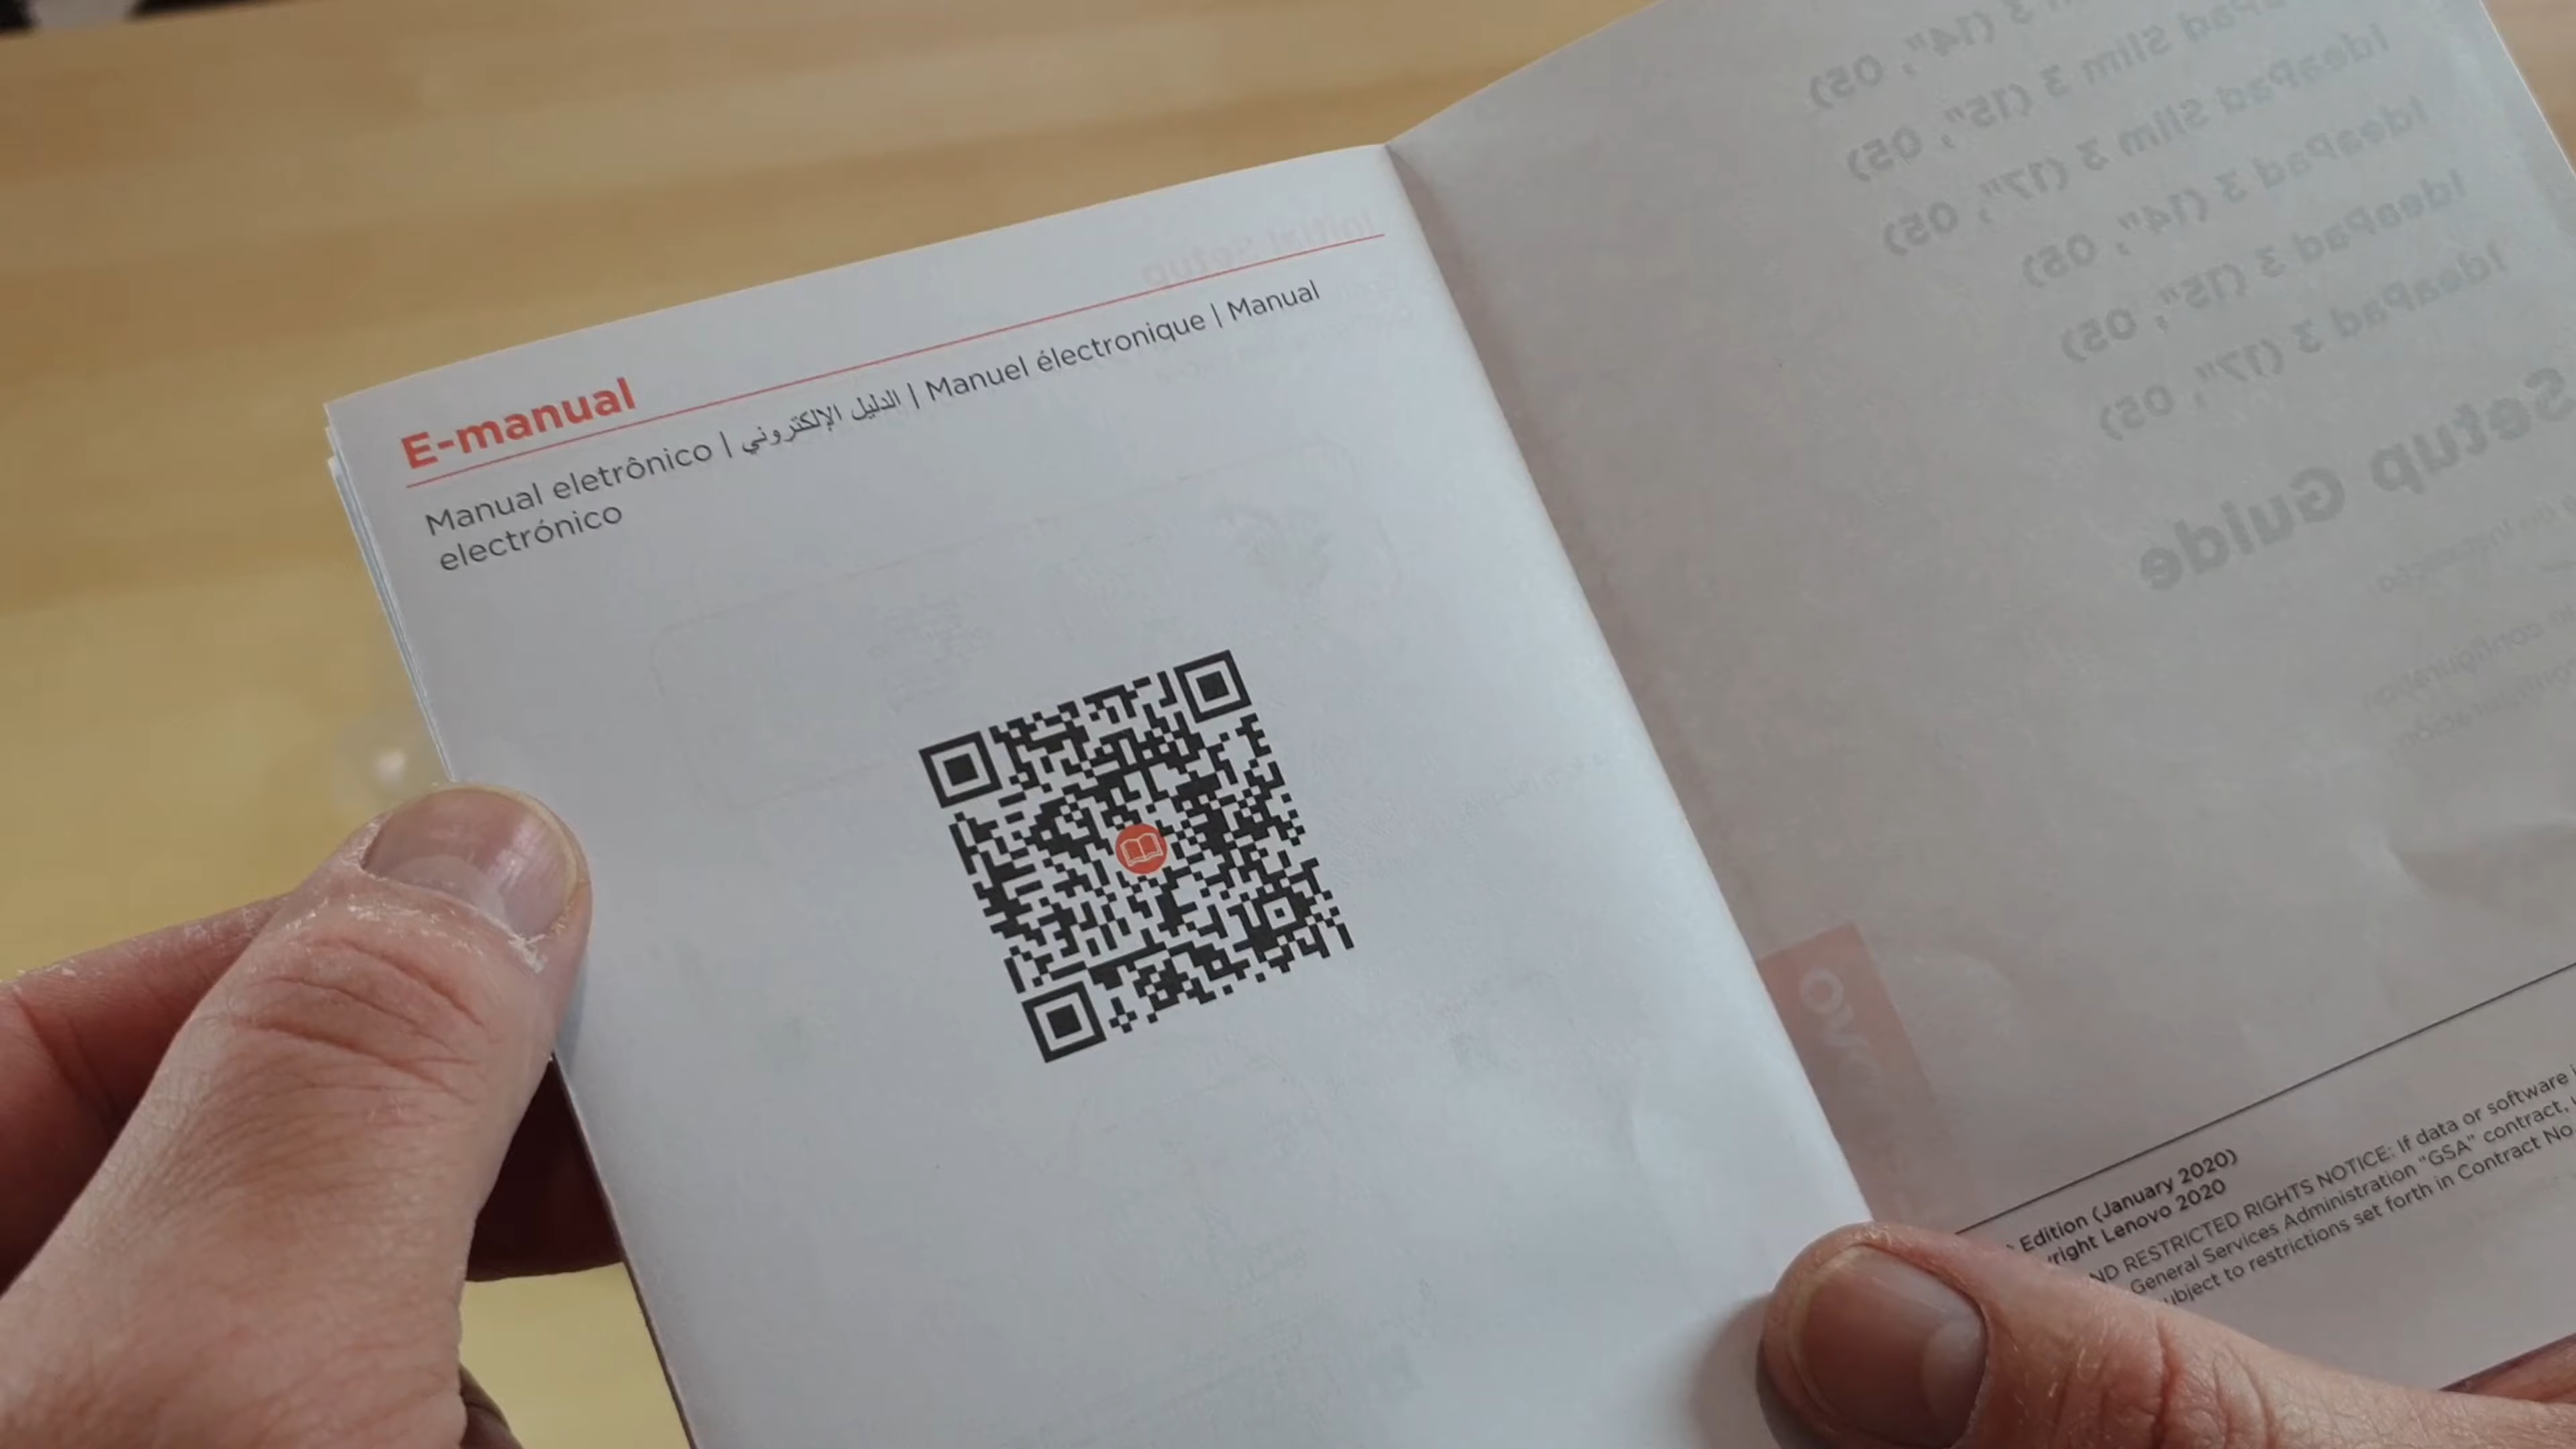 E-manual
Manual eletrônico | الدليل الإلكتروني | Manuel électronique | Manual
electrónico
Initial Setup
3 (14", 05)
IdeaPad Slim 3 (15", 05)
IdeaPad Slim 3 (17", 05)
IdeaPad 3 (14", 05)
IdeaPad 3 (15", 05)
IdeaPad 3 (17", 05)
Setup Guide
Edition (January 2020)
right Lenovo 2020
ND RESTRICTED RIGHTS NOTICE: If data or software
General Services Administration "GSA" contract,
ubject to restrictions set forth in Contract No